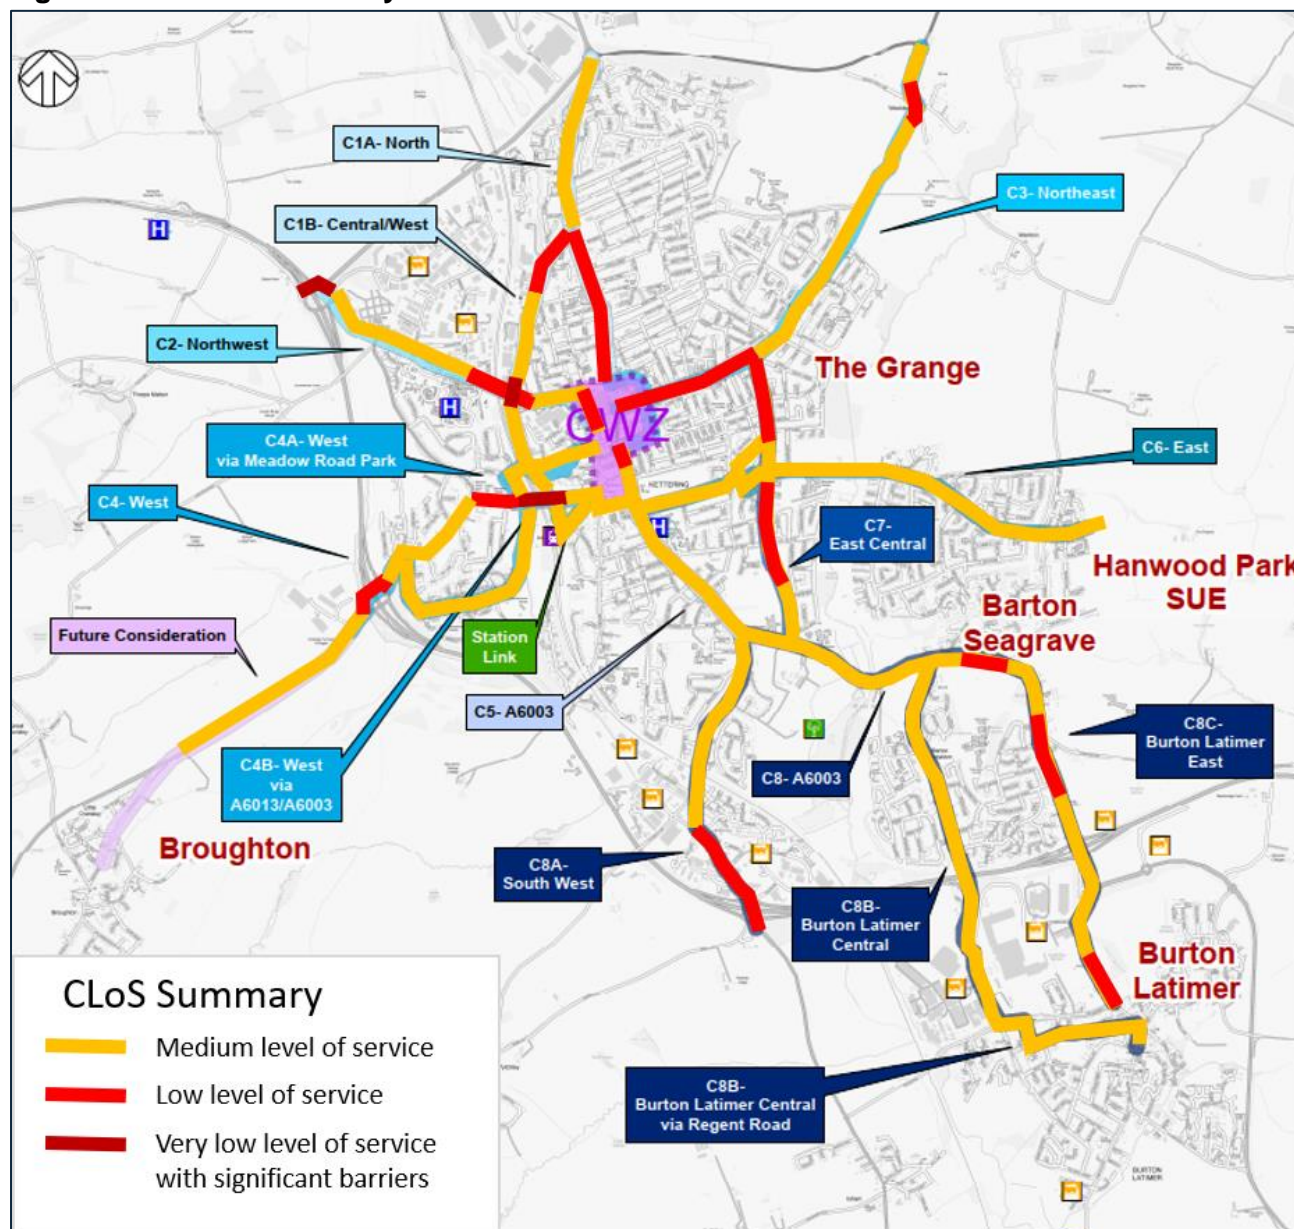 C1A- North
C3- Northeast
C1B- Central/West
C2- Northwest
The Grange
CWZ
C4A- West
via Meadow Road Park
C6- East
KETTERING
C4- West
C7-
East Central
Hanwood Park
SUE
Barton
Seagrave
Future Consideration
Station
Link
C5- A6003
C8C-
Burton Latimer
East
C4B- West
via
A6013/A6003
C8- A6003
Broughton
C8A-
South West
C8B-
Burton Latimer
Central
Broughton
Burton
Latimer
CLoS Summary
Medium level of service
Low level of service
Very low level of service
with significant barriers
C8B-
Burton Latimer Central
via Regent Road
BURTON
LATIMER
H
H
H